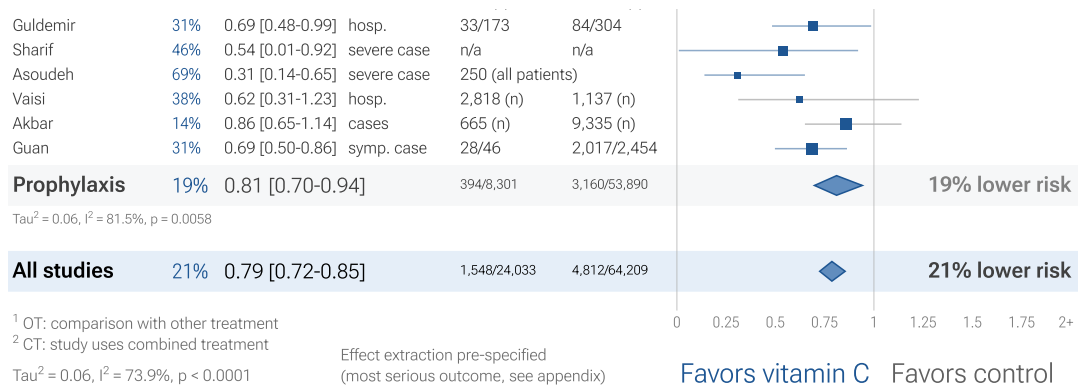 Guldemir 31% 0.69 [0.48-0.99] hosp. 33/173 84/304
Sharif 46% 0.54 [0.01-0.92] severe case n/a n/a
Asoudeh 69% 0.31 [0.14-0.65] severe case 250 (all patients)
Vaisi 38% 0.62 [0.31-1.23] hosp. 2,818 (n) 1,137 (n)
Akbar 14% 0.86 [0.65-1.14] cases 665 (n) 9,335 (n)
Guan 31% 0.69 [0.50-0.86] symp. case 28/46 2,017/2,454
Prophylaxis 19% 0.81 [0.70-0.94] 394/8,301 3,160/53,890 19% lower risk
Tau² = 0.06, I² = 81.5%, p = 0.0058
All studies 21% 0.79 [0.72-0.85] 1,548/24,033 4,812/64,209 21% lower risk
0 0.25 0.5 0.75 1 1.25 1.5 1.75 2+
¹ OT: comparison with other treatment
² CT: study uses combined treatment
Tau² = 0.06, I² = 73.9%, p < 0.0001
Effect extraction pre-specified
(most serious outcome, see appendix)
Favors vitamin C Favors control